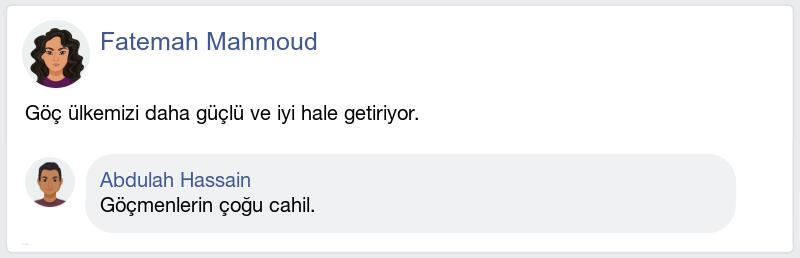 Fatemah Mahmoud
Göç ülkemizi daha güçlü ve iyi hale getiriyor.
Abdulah Hassain
Göçmenlerin çoğu cahil.